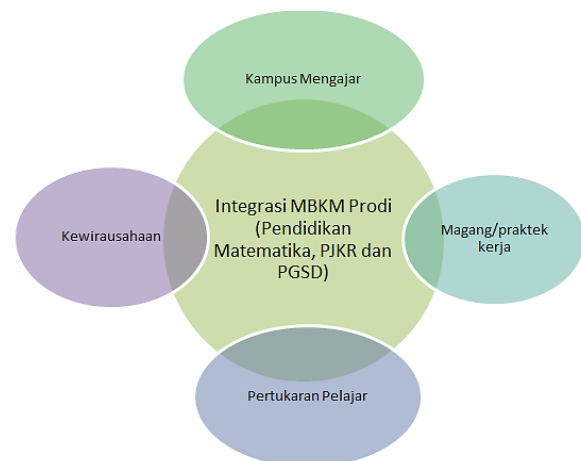 Kampus Mengajar
Integrasi MBKM Prodi
(Pendidikan
Matematika, PJKR dan
PGSD)
Kewirausahaan
Magang/praktek
kerja
Pertukaran Pelajar